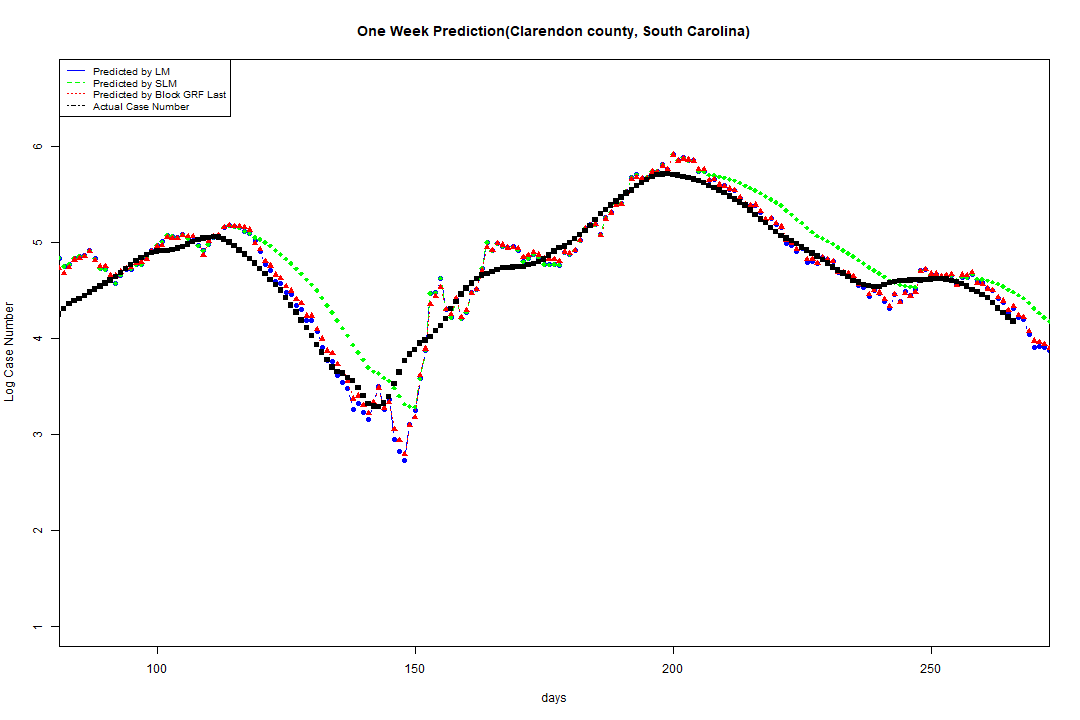 One Week Prediction(Clarendon county, South Carolina)
Predicted by LM
Predicted by SLM
Predicted by Block GRF Last
Actual Case Number
6
5
4
3
2
1
Log Case Number
100 150 200 250
days